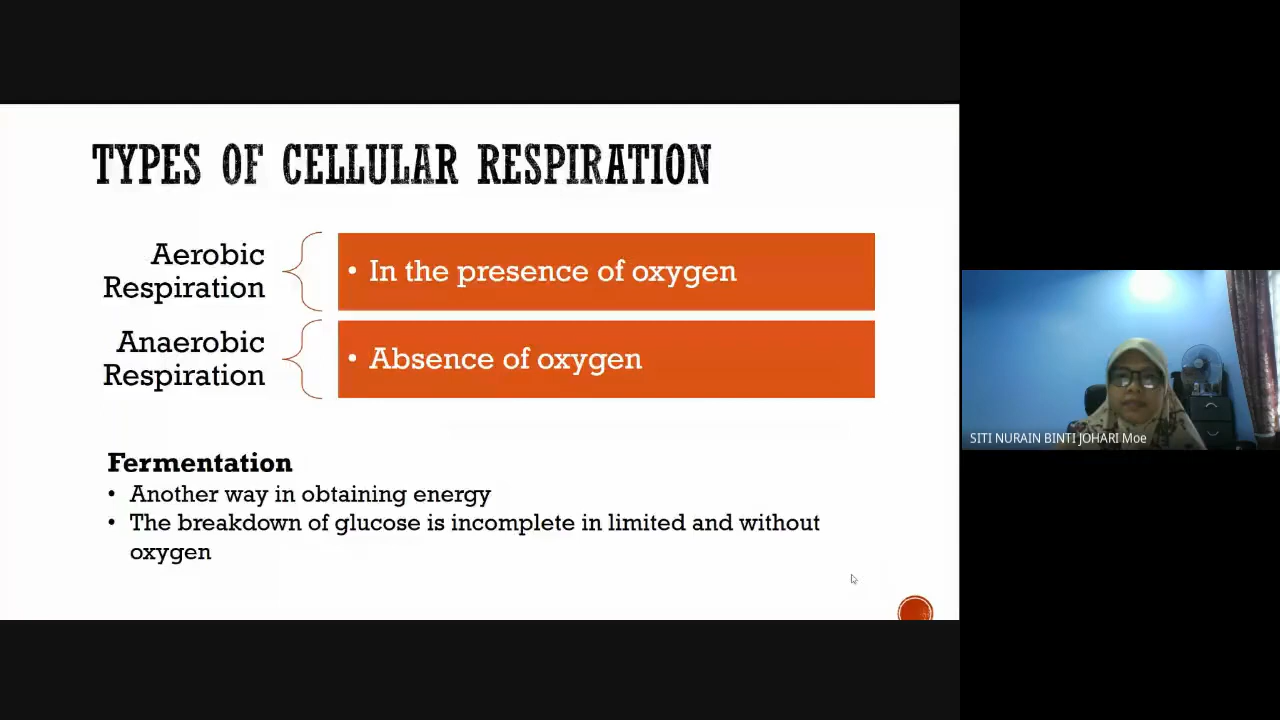 TYPES OF CELLULAR RESPIRATION
Aerobic
Respiration
• In the presence of oxygen
Anaerobic
Respiration
• Absence of oxygen
Fermentation
• Another way in obtaining energy
• The breakdown of glucose is incomplete in limited and without
oxygen
SITI NURAIN BINTI JOHARI Moe